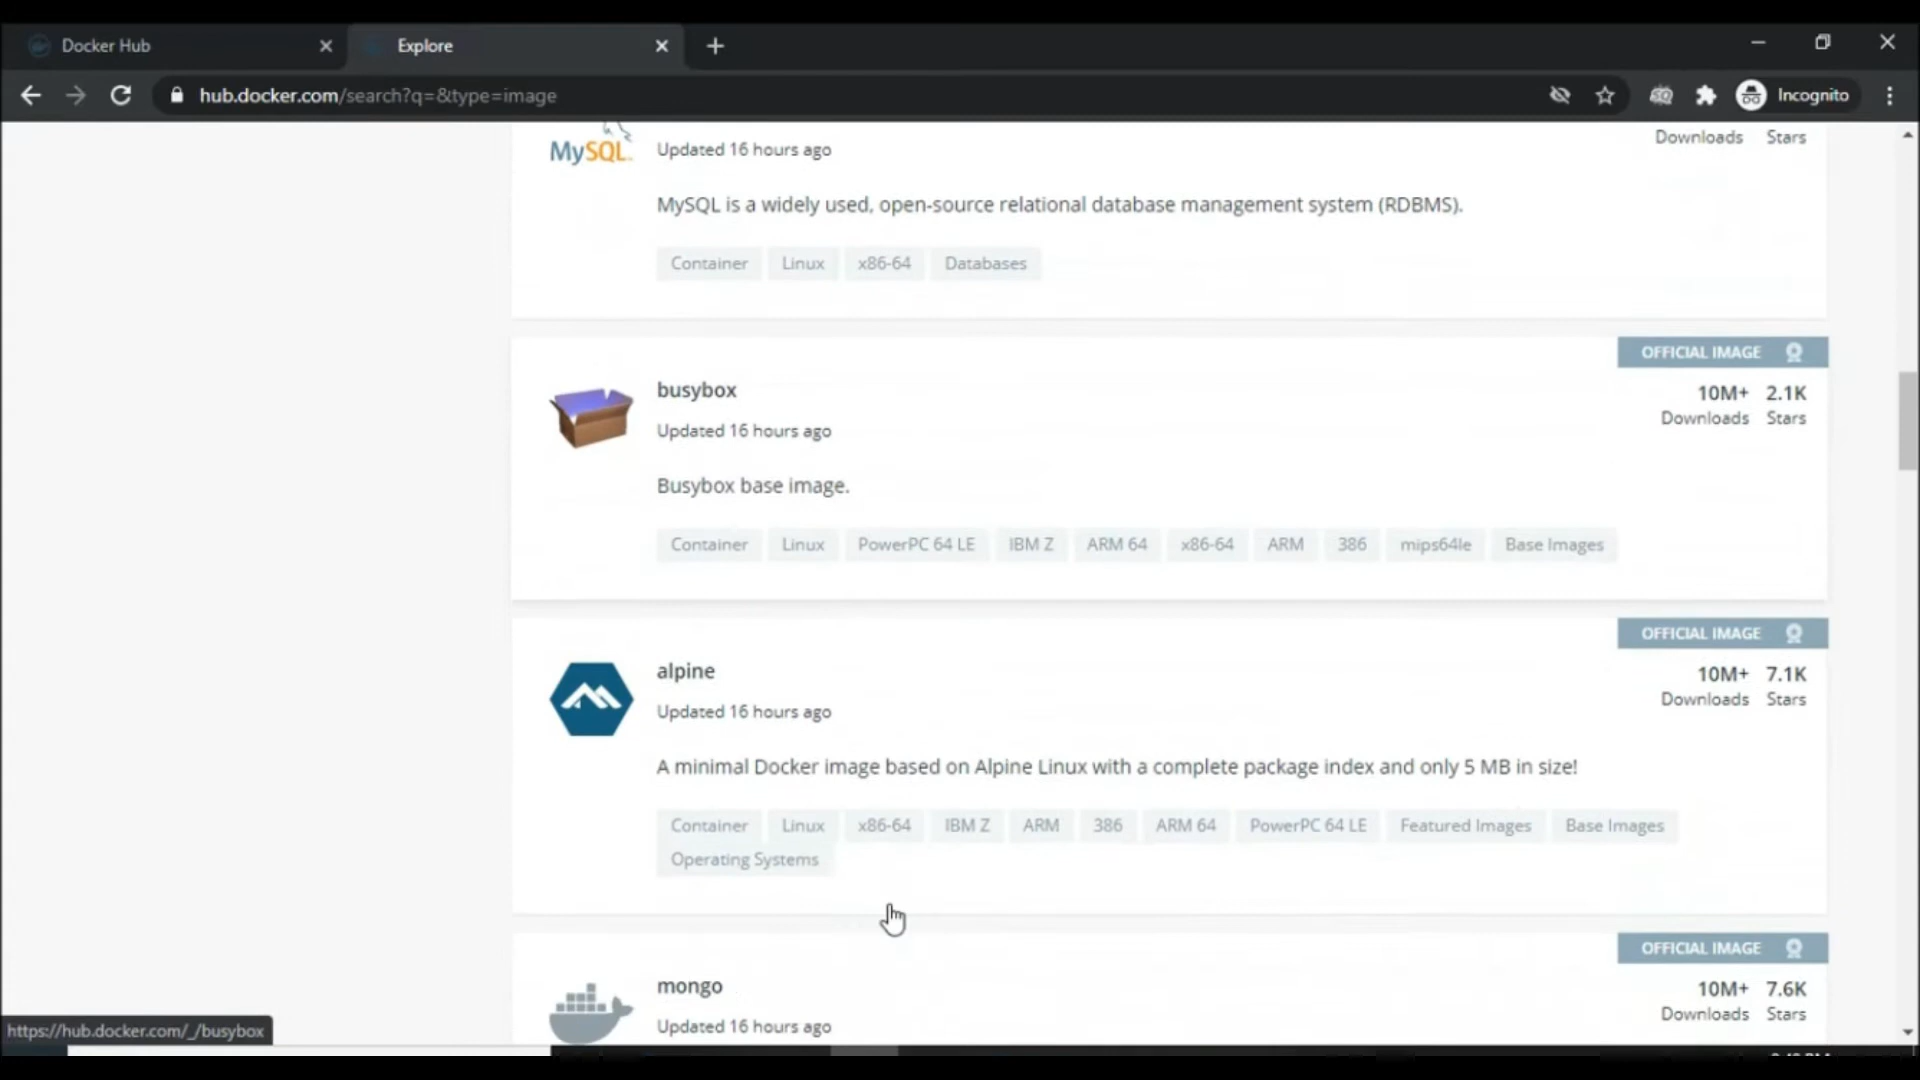 Docker Hub
Explore
hub.docker.com/search?q=&type=image
Incognito
MySQL
Updated 16 hours ago
Downloads Stars
MySQL is a widely used, open-source relational database management system (RDBMS).
Container Linux x86-64 Databases
OFFICIAL IMAGE
busybox
10M+ 2.1K
Downloads Stars
Updated 16 hours ago
Busybox base image.
Container Linux PowerPC 64 LE IBM Z ARM 64 x86-64 ARM 386 mips64le Base Images
OFFICIAL IMAGE
alpine
10M+ 7.1K
Downloads Stars
Updated 16 hours ago
A minimal Docker image based on Alpine Linux with a complete package index and only 5 MB in size!
Container Linux x86-64 IBM Z ARM 386 ARM 64 PowerPC 64 LE Featured Images Base Images
Operating Systems
OFFICIAL IMAGE
mongo
10M+ 7.6K
Downloads Stars
Updated 16 hours ago
https://hub.docker.com/_/busybox